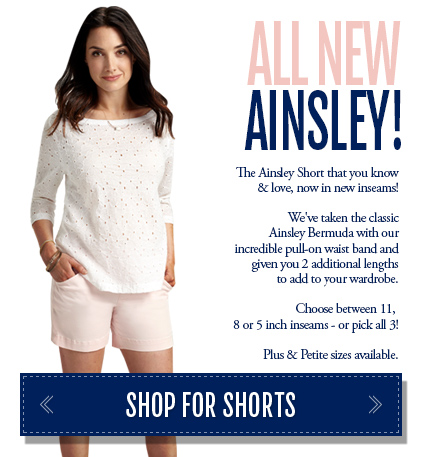 ALL NEW
AINSLEY!
The Ainsley Short that you know
& love, now in new inseams!
We've taken the classic
Ainsley Bermuda with our
incredible pull-on waist band and
given you 2 additional lengths
to add to your wardrobe.
Choose between 11,
8 or 5 inch inseams - or pick all 3!
Plus & Petite sizes available.
SHOP FOR SHORTS